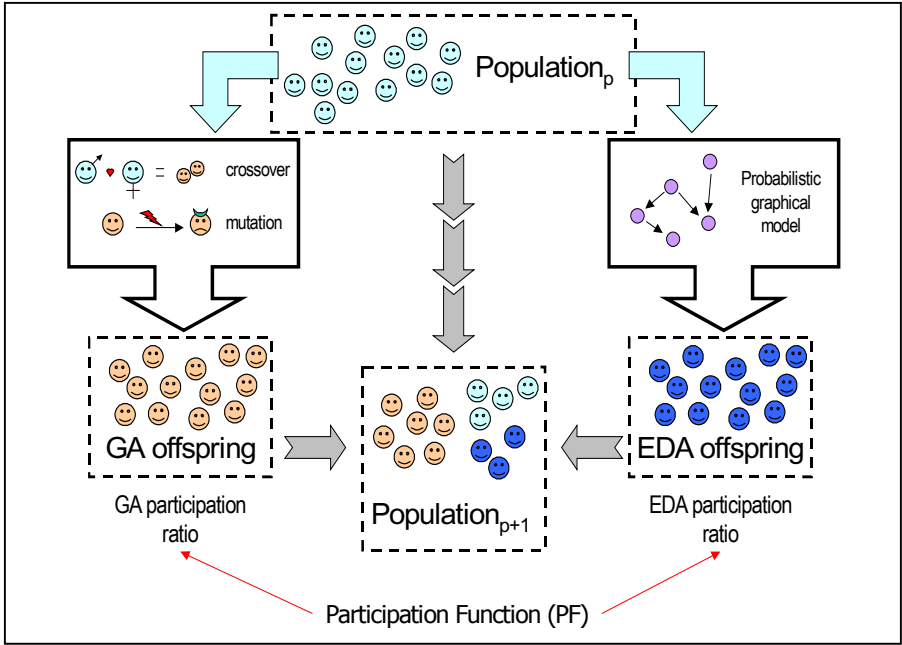 Population_p
crossover
=
mutation
Probabilistic
graphical
model
GA offspring
EDA offspring
GA participation
ratio
Population_p+1
EDA participation
ratio
Participation Function (PF)